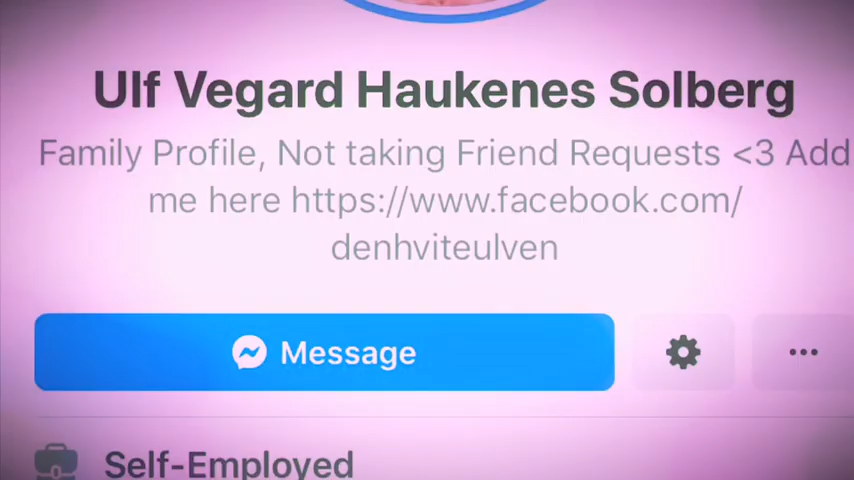 Ulf Vegard Haukenes Solberg
Family Profile, Not taking Friend Requests <3 Add
me here https://www.facebook.com/
denhviteulven
Message
Self-Employed